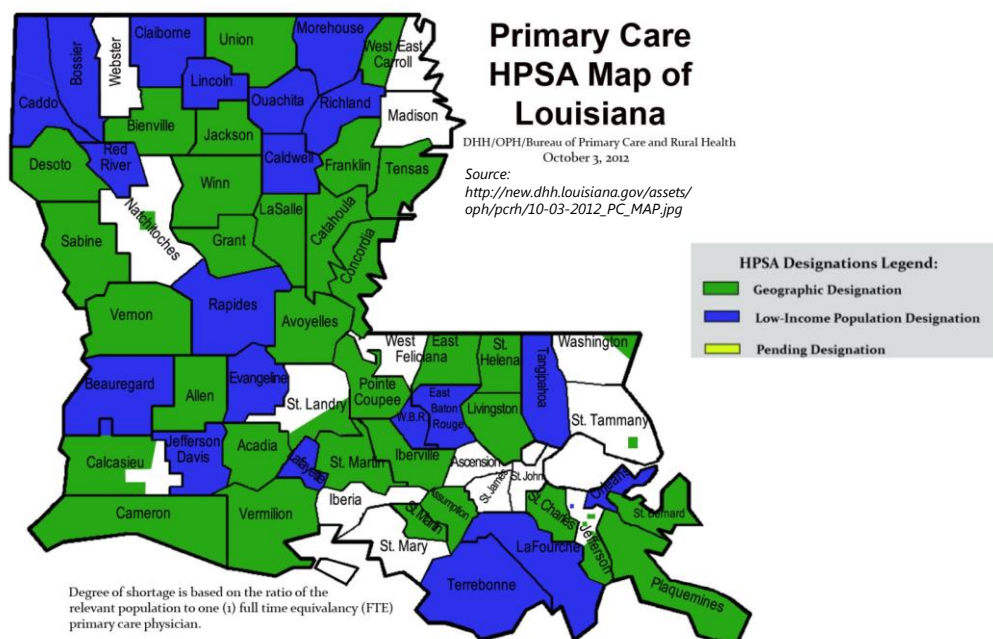 Primary Care
HPSA Map of
Louisiana
DHH/OPH/Bureau of Primary Care and Rural Health
October 3, 2012
Source:
http://new.dhh.louisiana.gov/assets/
oph/pcrh/10-03-2012_PC_MAP.jpg
HPSA Designations Legend:
Geographic Designation
Low-Income Population Designation
Pending Designation
Caddo
Bossier
Webster
Claiborne
Lincoln
Union
Morehouse
West East
Carroll
Ouachita
Richland
Madison
Bienville
Jackson
Desoto
Red
River
Caldwell
Franklin
Tensas
Winn
Natchitoches
LaSalle
Catahoula
Concordia
Sabine
Grant
Rapides
Vernon
Avoyelles
West
Feliciana
East
St.
Helena
Tangipahoa
Washington
Beauregard
Allen
Evangeline
St. Landry
Pointe
Coupee
W.B.R.
East
Baton
Rouge
Livingston
St. Tammany
Calcasieu
Jefferson
Davis
Acadia
Lafayette
St. Martin
Iberville
Ascension
St. James
St. John
Orleans
St. Bernard
Cameron
Vermilion
Iberia
St. Martin
Assumption
St. Charles
Jefferson
St. Mary
LaFourche
Terrebonne
Plaquemines
Degree of shortage is based on the ratio of the
relevant population to one (1) full time equivalency (FTE)
primary care physician.